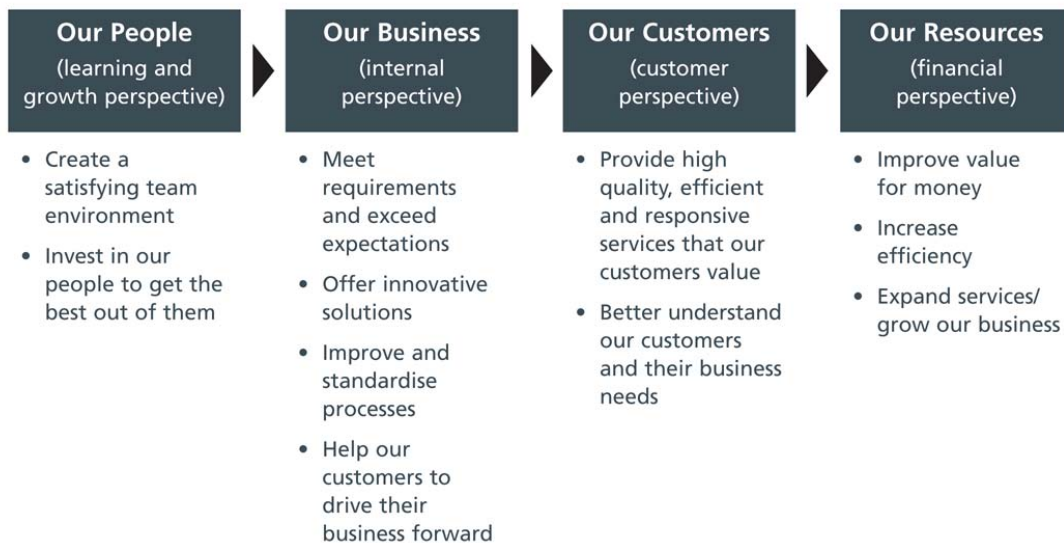 Our People
(learning and
growth perspective)
• Create a
satisfying team
environment
• Invest in our
people to get the
best out of them
Our Business
(internal
perspective)
• Meet
requirements
and exceed
expectations
• Offer innovative
solutions
• Improve and
standardise
processes
• Help our
customers to
drive their
business forward
Our Customers
(customer
perspective)
• Provide high
quality, efficient
and responsive
services that our
customers value
• Better understand
our customers
and their business
needs
Our Resources
(financial
perspective)
• Improve value
for money
• Increase
efficiency
• Expand services/
grow our business